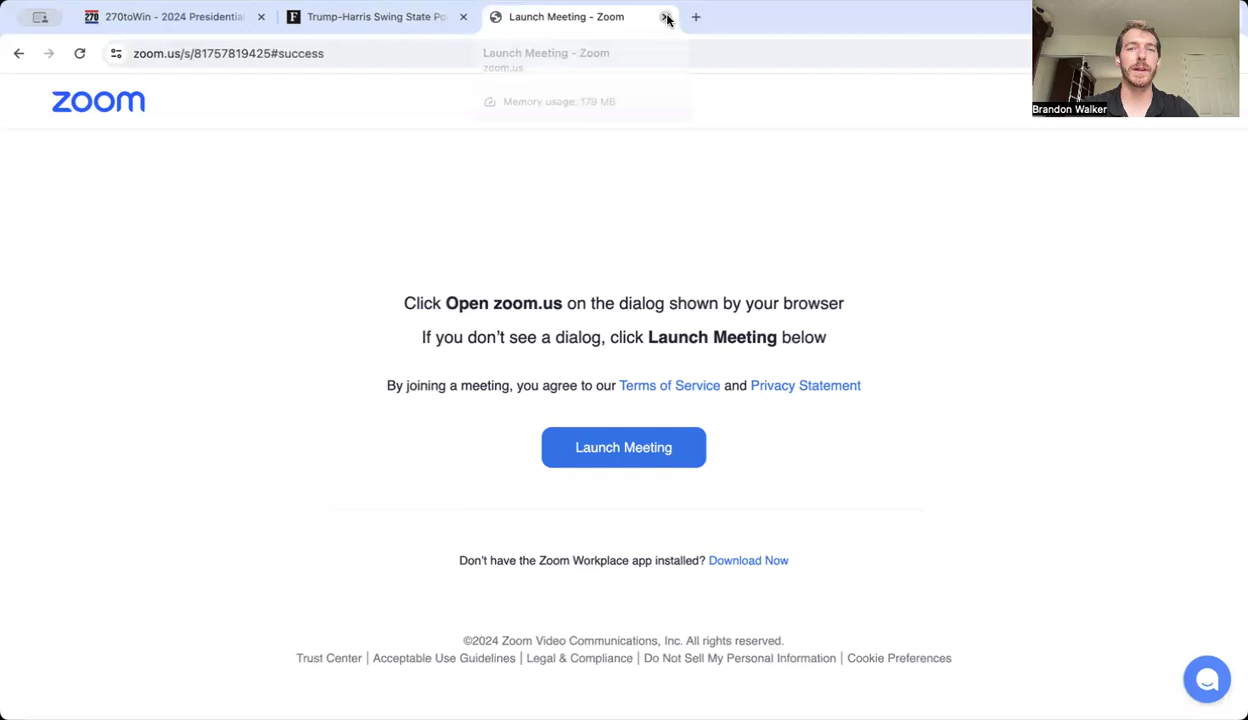 270toWin - 2024 Presidential
Trump-Harris Swing State Po
Launch Meeting - Zoom
zoom.us/s/81757819425#success
Launch Meeting - Zoom
zoom.us
Memory usage: 179 MB
Brandon Walker
zoom
Click Open zoom.us on the dialog shown by your browser
If you don't see a dialog, click Launch Meeting below
By joining a meeting, you agree to our Terms of Service and Privacy Statement
Launch Meeting
Don't have the Zoom Workplace app installed? Download Now
©2024 Zoom Video Communications, Inc. All rights reserved.
Trust Center | Acceptable Use Guidelines | Legal & Compliance | Do Not Sell My Personal Information | Cookie Preferences